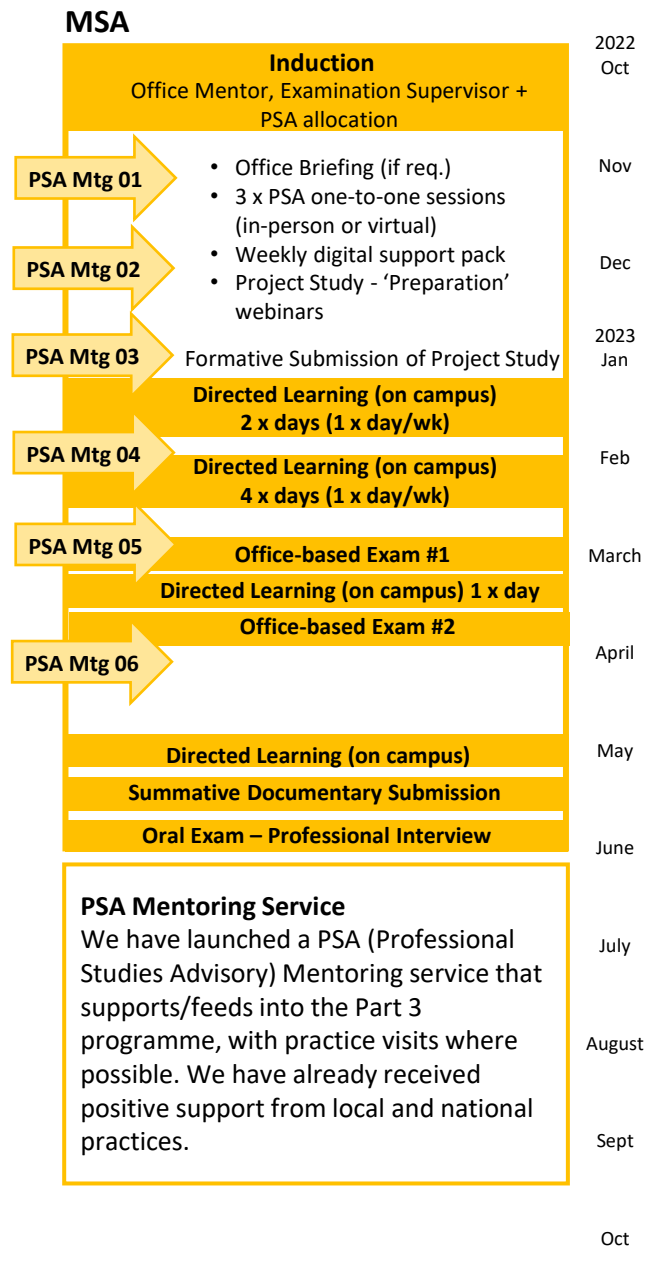 MSA
2022
Oct
Induction
Office Mentor, Examination Supervisor +
PSA allocation
PSA Mtg 01
• Office Briefing (if req.)
• 3 x PSA one-to-one sessions
(in-person or virtual)
• Weekly digital support pack
• Project Study - ‘Preparation’
webinars
Nov
PSA Mtg 02
Dec
2023
Jan
PSA Mtg 03
Formative Submission of Project Study
Directed Learning (on campus)
2 x days (1 x day/wk)
PSA Mtg 04
Feb
Directed Learning (on campus)
4 x days (1 x day/wk)
PSA Mtg 05
Office-based Exam #1
March
Directed Learning (on campus) 1 x day
Office-based Exam #2
PSA Mtg 06
April
Directed Learning (on campus)
May
Summative Documentary Submission
Oral Exam – Professional Interview
June
PSA Mentoring Service
We have launched a PSA (Professional
Studies Advisory) Mentoring service that
supports/feeds into the Part 3
programme, with practice visits where
possible. We have already received
positive support from local and national
practices.
July
August
Sept
Oct